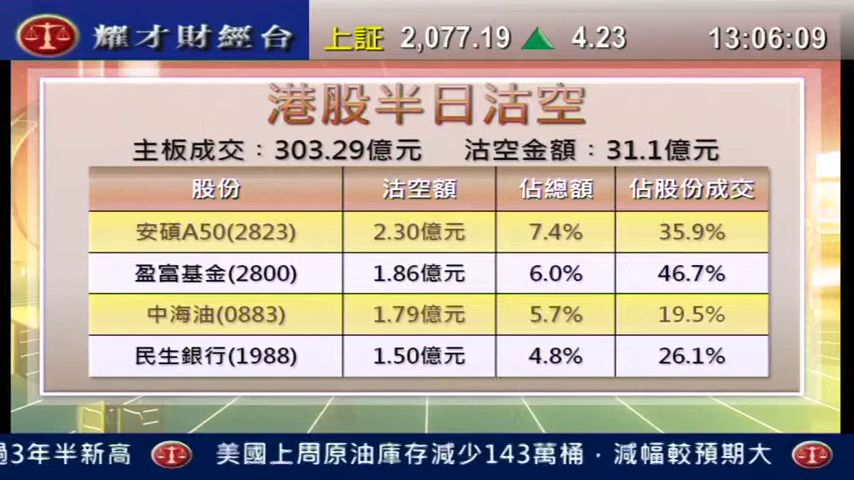 耀才財經台 上証 2,077.19 4.23 13:06:09
港股半日沽空
主板成交：303.29億元 沽空金額：31.1億元
股份 沽空額 佔總額 佔股份成交
安碩A50(2823) 2.30億元 7.4% 35.9%
盈富基金(2800) 1.86億元 6.0% 46.7%
中海油(0883) 1.79億元 5.7% 19.5%
民生銀行(1988) 1.50億元 4.8% 26.1%
3年半新高 美國上周原油庫存減少143萬桶，減幅較預期大